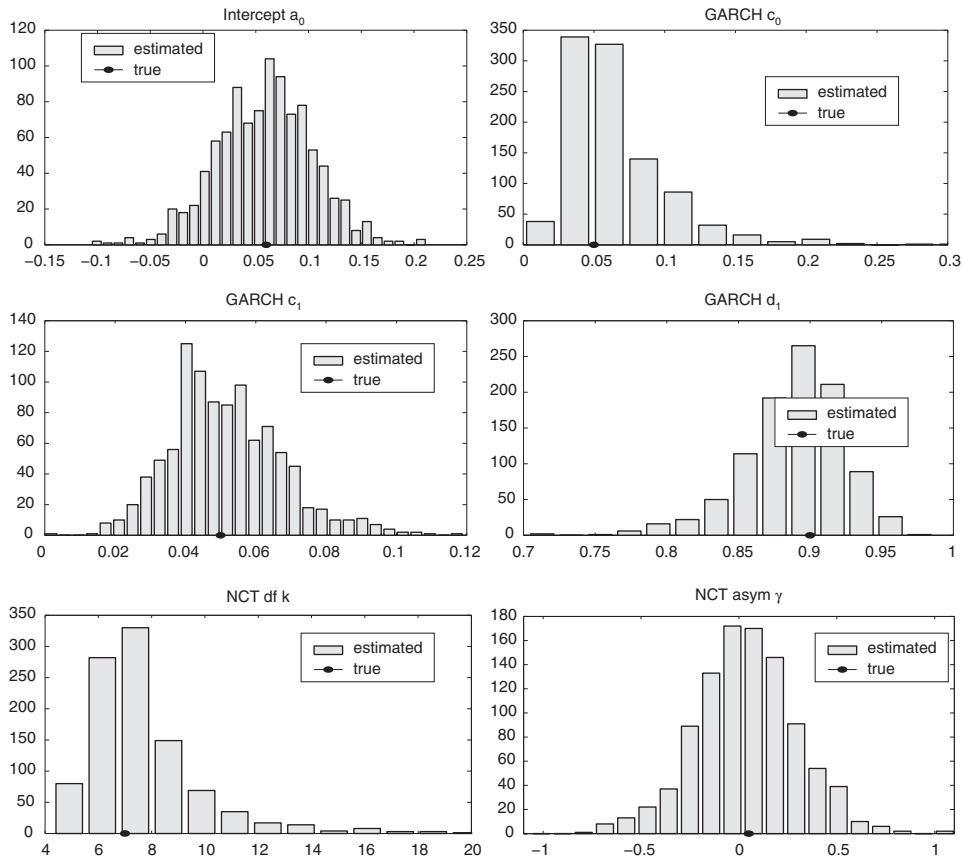 Intercept a0
120
100
80
60
40
20
0
−0.15 −0.1 −0.05 0 0.05 0.1 0.15 0.2 0.25
estimated
true
GARCH c0
350
300
250
200
150
100
50
0
0 0.05 0.1 0.15 0.2 0.25 0.3
estimated
true
GARCH c1
140
120
100
80
60
40
20
0
0 0.02 0.04 0.06 0.08 0.1 0.12
estimated
true
GARCH d1
300
250
200
150
100
50
0
0.7 0.75 0.8 0.85 0.9 0.95 1
estimated
true
NCT df k
350
300
250
200
150
100
50
0
4 6 8 10 12 14 16 18 20
estimated
true
NCT asym γ
180
160
140
120
100
80
60
40
20
0
−1 −0.5 0 0.5 1
estimated
true